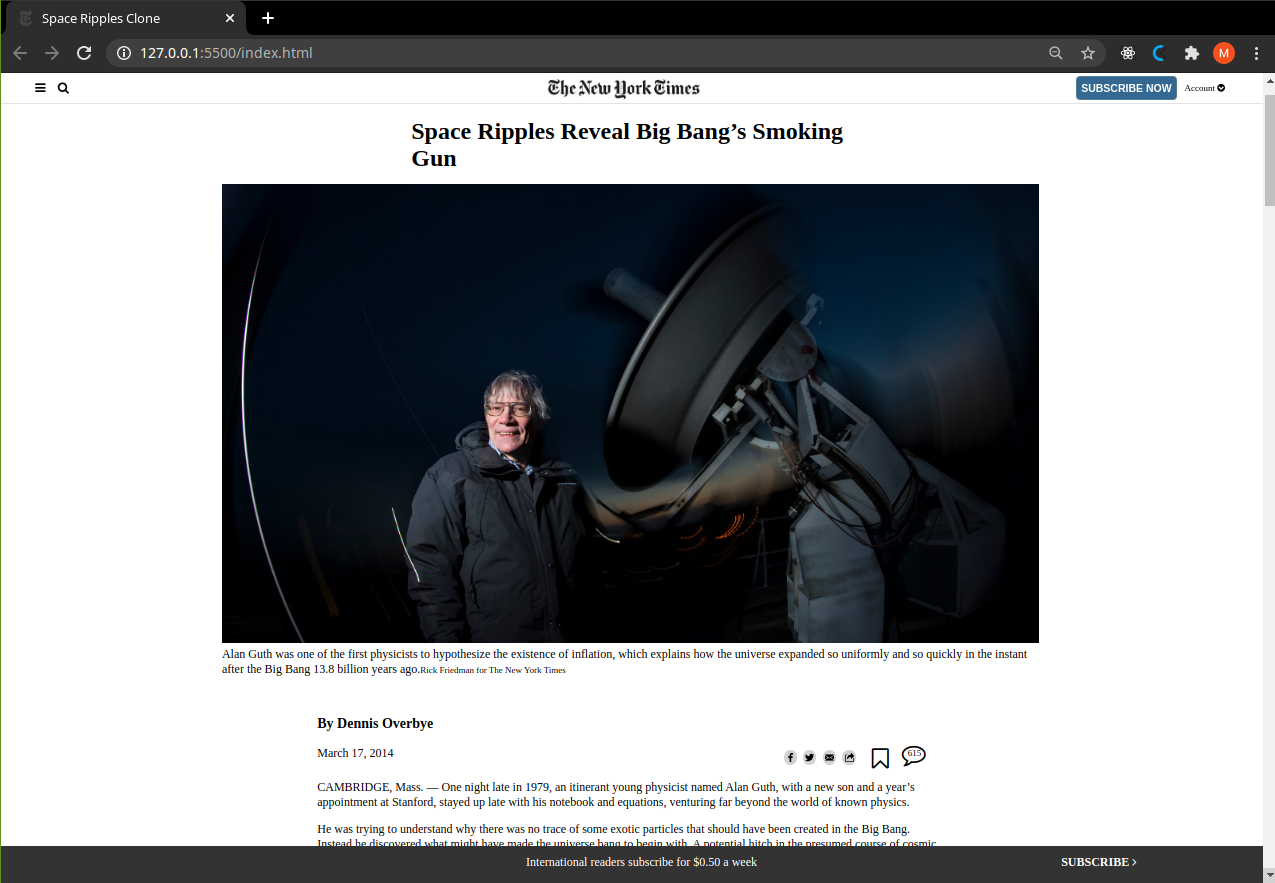 Space Ripples Clone
127.0.0.1:5500/index.html
M
The New York Times
SUBSCRIBE NOW
Account
Space Ripples Reveal Big Bang’s Smoking
Gun
Alan Guth was one of the first physicists to hypothesize the existence of inflation, which explains how the universe expanded so uniformly and so quickly in the instant
after the Big Bang 13.8 billion years ago.Rick Friedman for The New York Times
By Dennis Overbye
March 17, 2014
615
CAMBRIDGE, Mass. — One night late in 1979, an itinerant young physicist named Alan Guth, with a new son and a year’s
appointment at Stanford, stayed up late with his notebook and equations, venturing far beyond the world of known physics.
He was trying to understand why there was no trace of some exotic particles that should have been created in the Big Bang.
Instead he discovered what might have made the universe bang to begin with. A potential hitch in the presumed course of cosmic
International readers subscribe for $0.50 a week
SUBSCRIBE